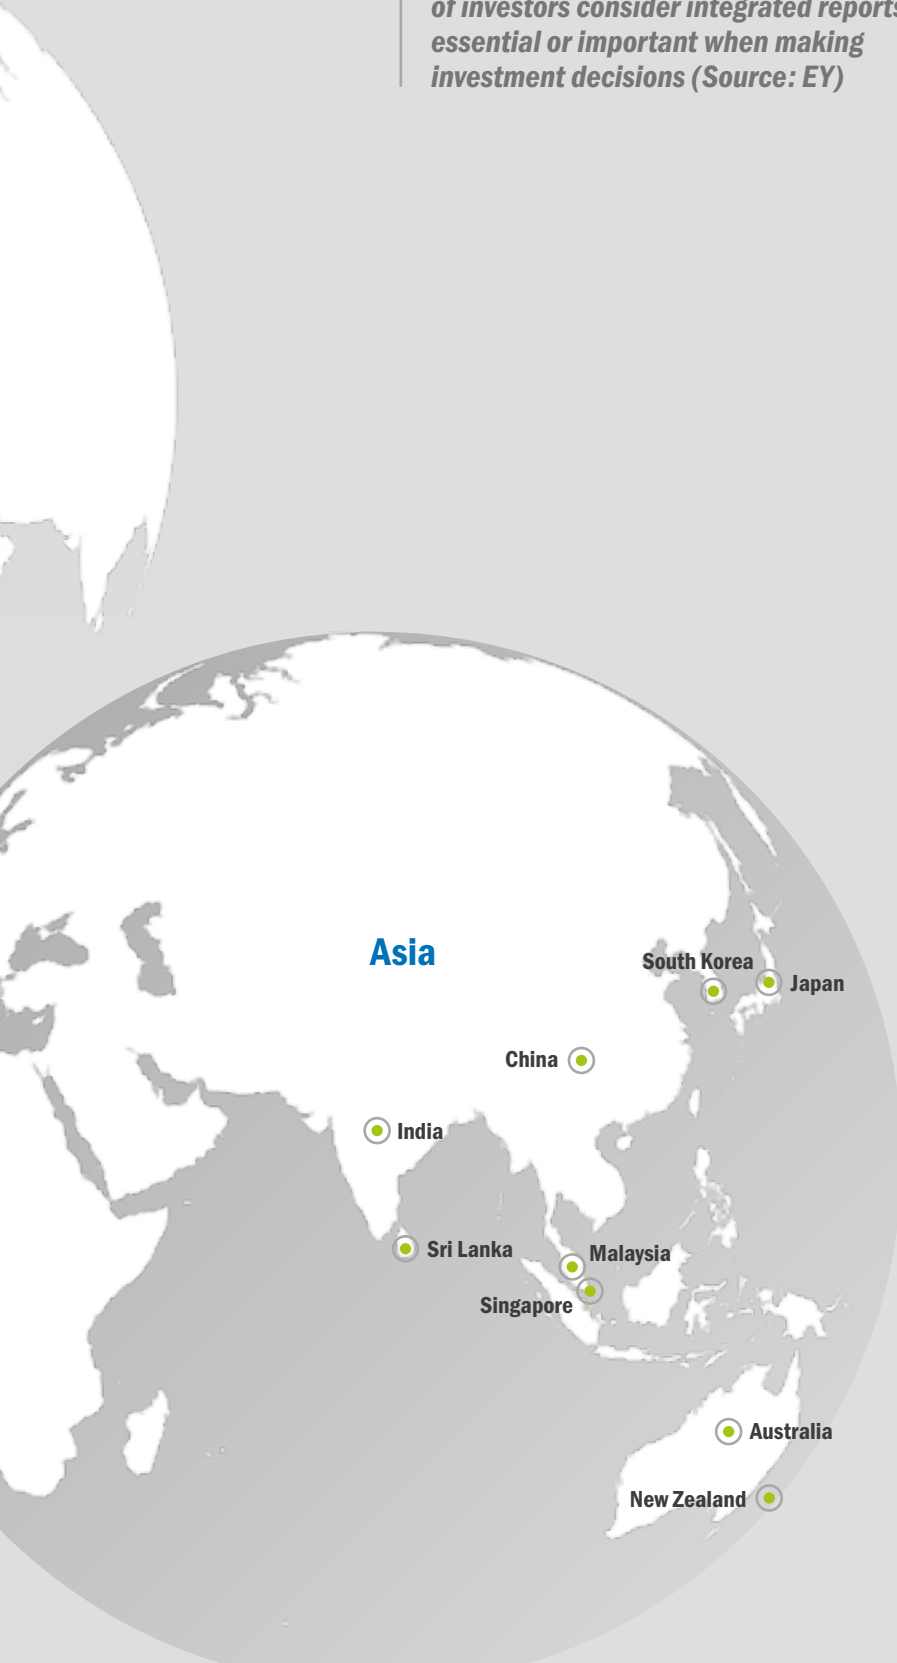 of investors consider integrated reports
essential or important when making
investment decisions (Source: EY)
Asia
South Korea
Japan
China
India
Sri Lanka
Malaysia
Singapore
Australia
New Zealand